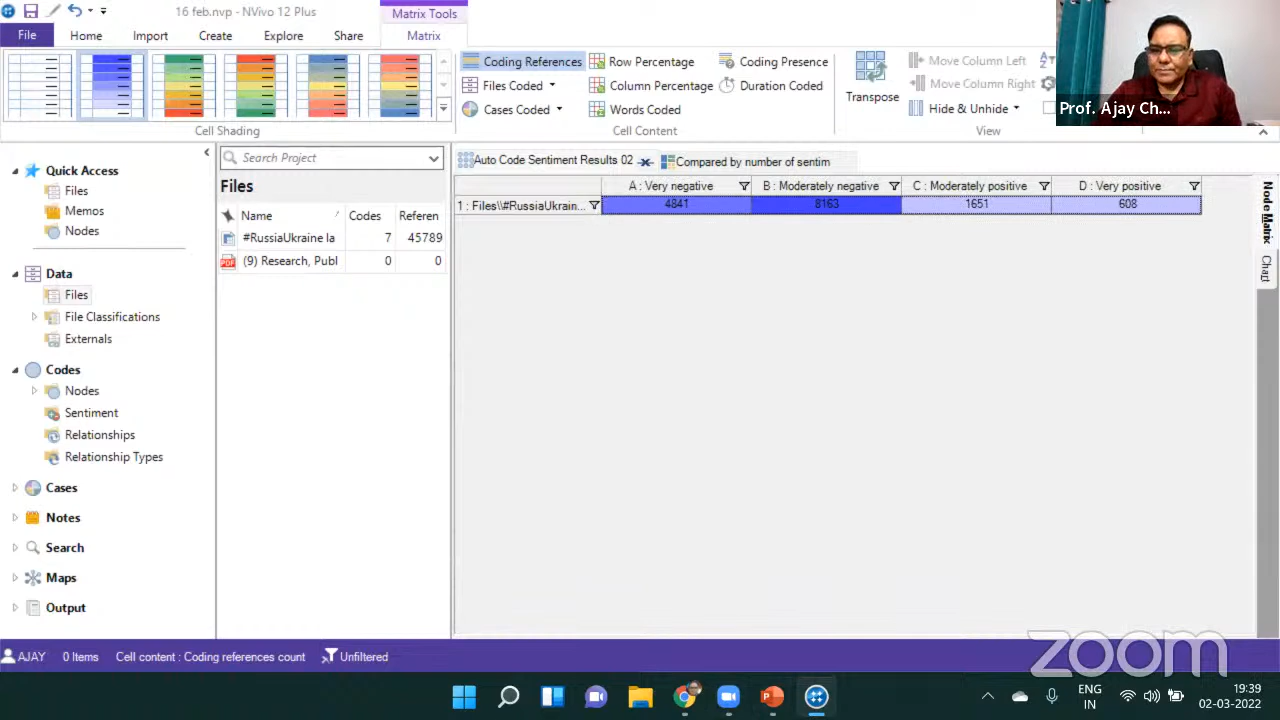 16 feb.nvp - NVivo 12 Plus
Matrix Tools
File Home Import Create Explore Share Matrix
Coding References
Row Percentage
Coding Presence
Files Coded
Column Percentage
Duration Coded
Cases Coded
Words Coded
Transpose
Move Column Left
Move Column Right
Hide & Unhide
Cell Shading
Cell Content
View
Prof. Ajay Ch...
Quick Access
Files
Memos
Nodes
Data
Files
File Classifications
Externals
Codes
Nodes
Sentiment
Relationships
Relationship Types
Cases
Notes
Search
Maps
Output
Search Project
Files
Name Codes Referen
#RussiaUkraine la 7 45789
PDF (9) Research, Publ 0 0
Auto Code Sentiment Results 02
Compared by number of sentim
A : Very negative B : Moderately negative C : Moderately positive D : Very positive
1 : Files\\#RussiaUkrain... 4841 8163 1651 608
Node Matrix
Chart
AJAY 0 Items Cell content : Coding references count Unfiltered
zoom
ENG
IN
19:39
02-03-2022